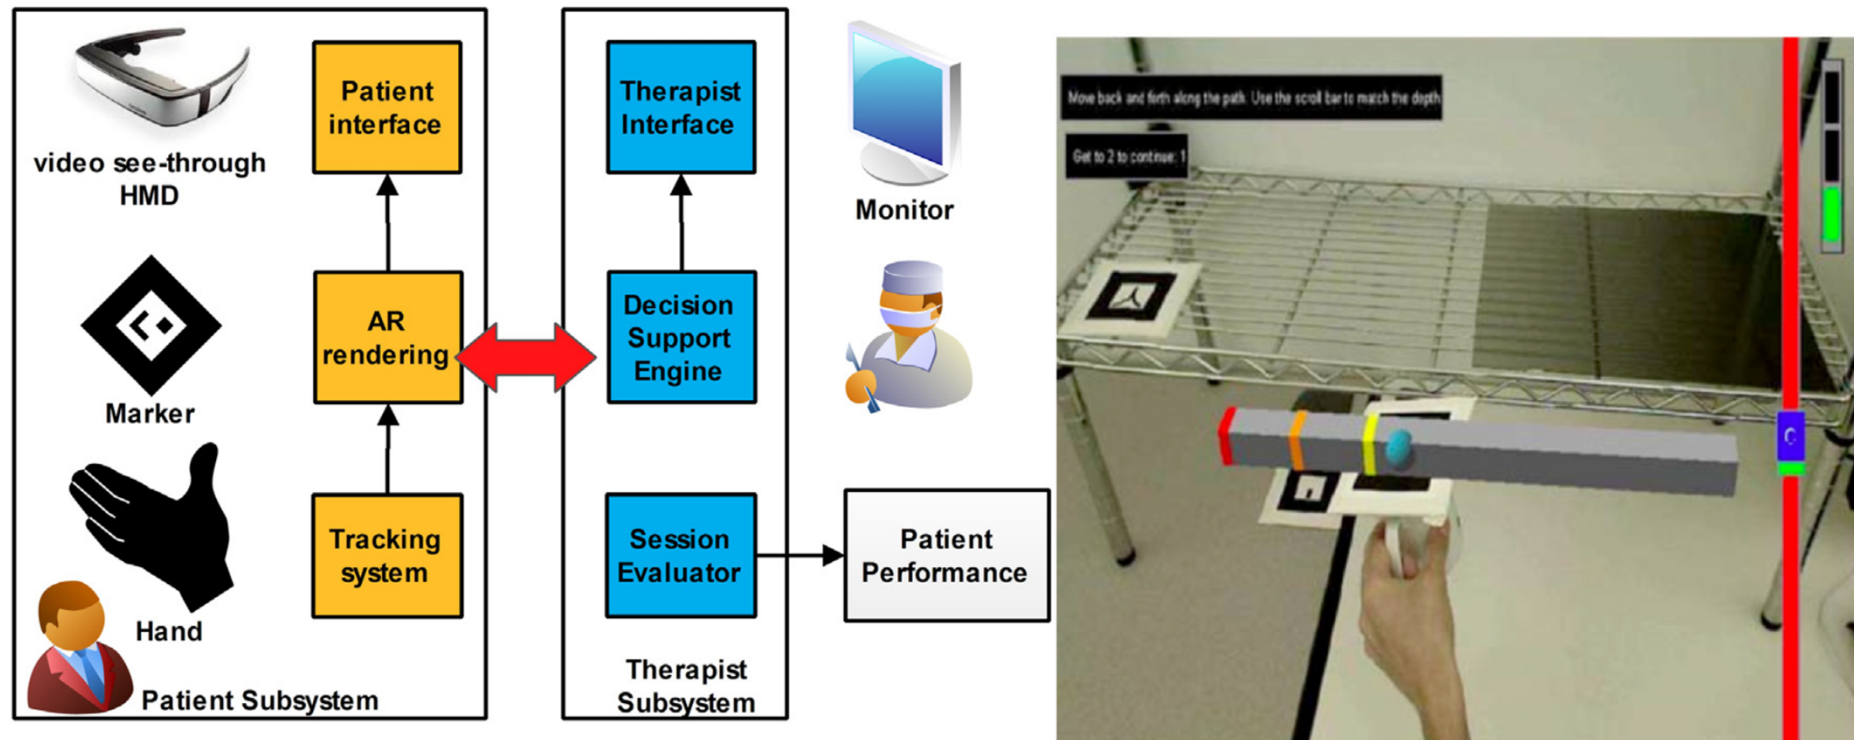 video see-through
HMD
Marker
Hand
Patient Subsystem
Patient
interface
AR
rendering
Tracking
system
Therapist
Interface
Decision
Support
Engine
Session
Evaluator
Therapist
Subsystem
Monitor
Patient
Performance
Move back and forth along the path. Use the scroll bar to match the depth
Get to 2 to continue: 1